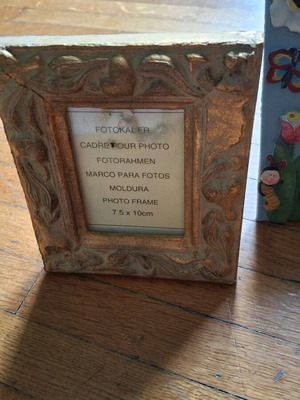 FOTOKADER
CADRE POUR PHOTO
FOTORAHMEN
MARCO PARA FOTOS
MOLDURA
PHOTO FRAME
7.5 x 10cm